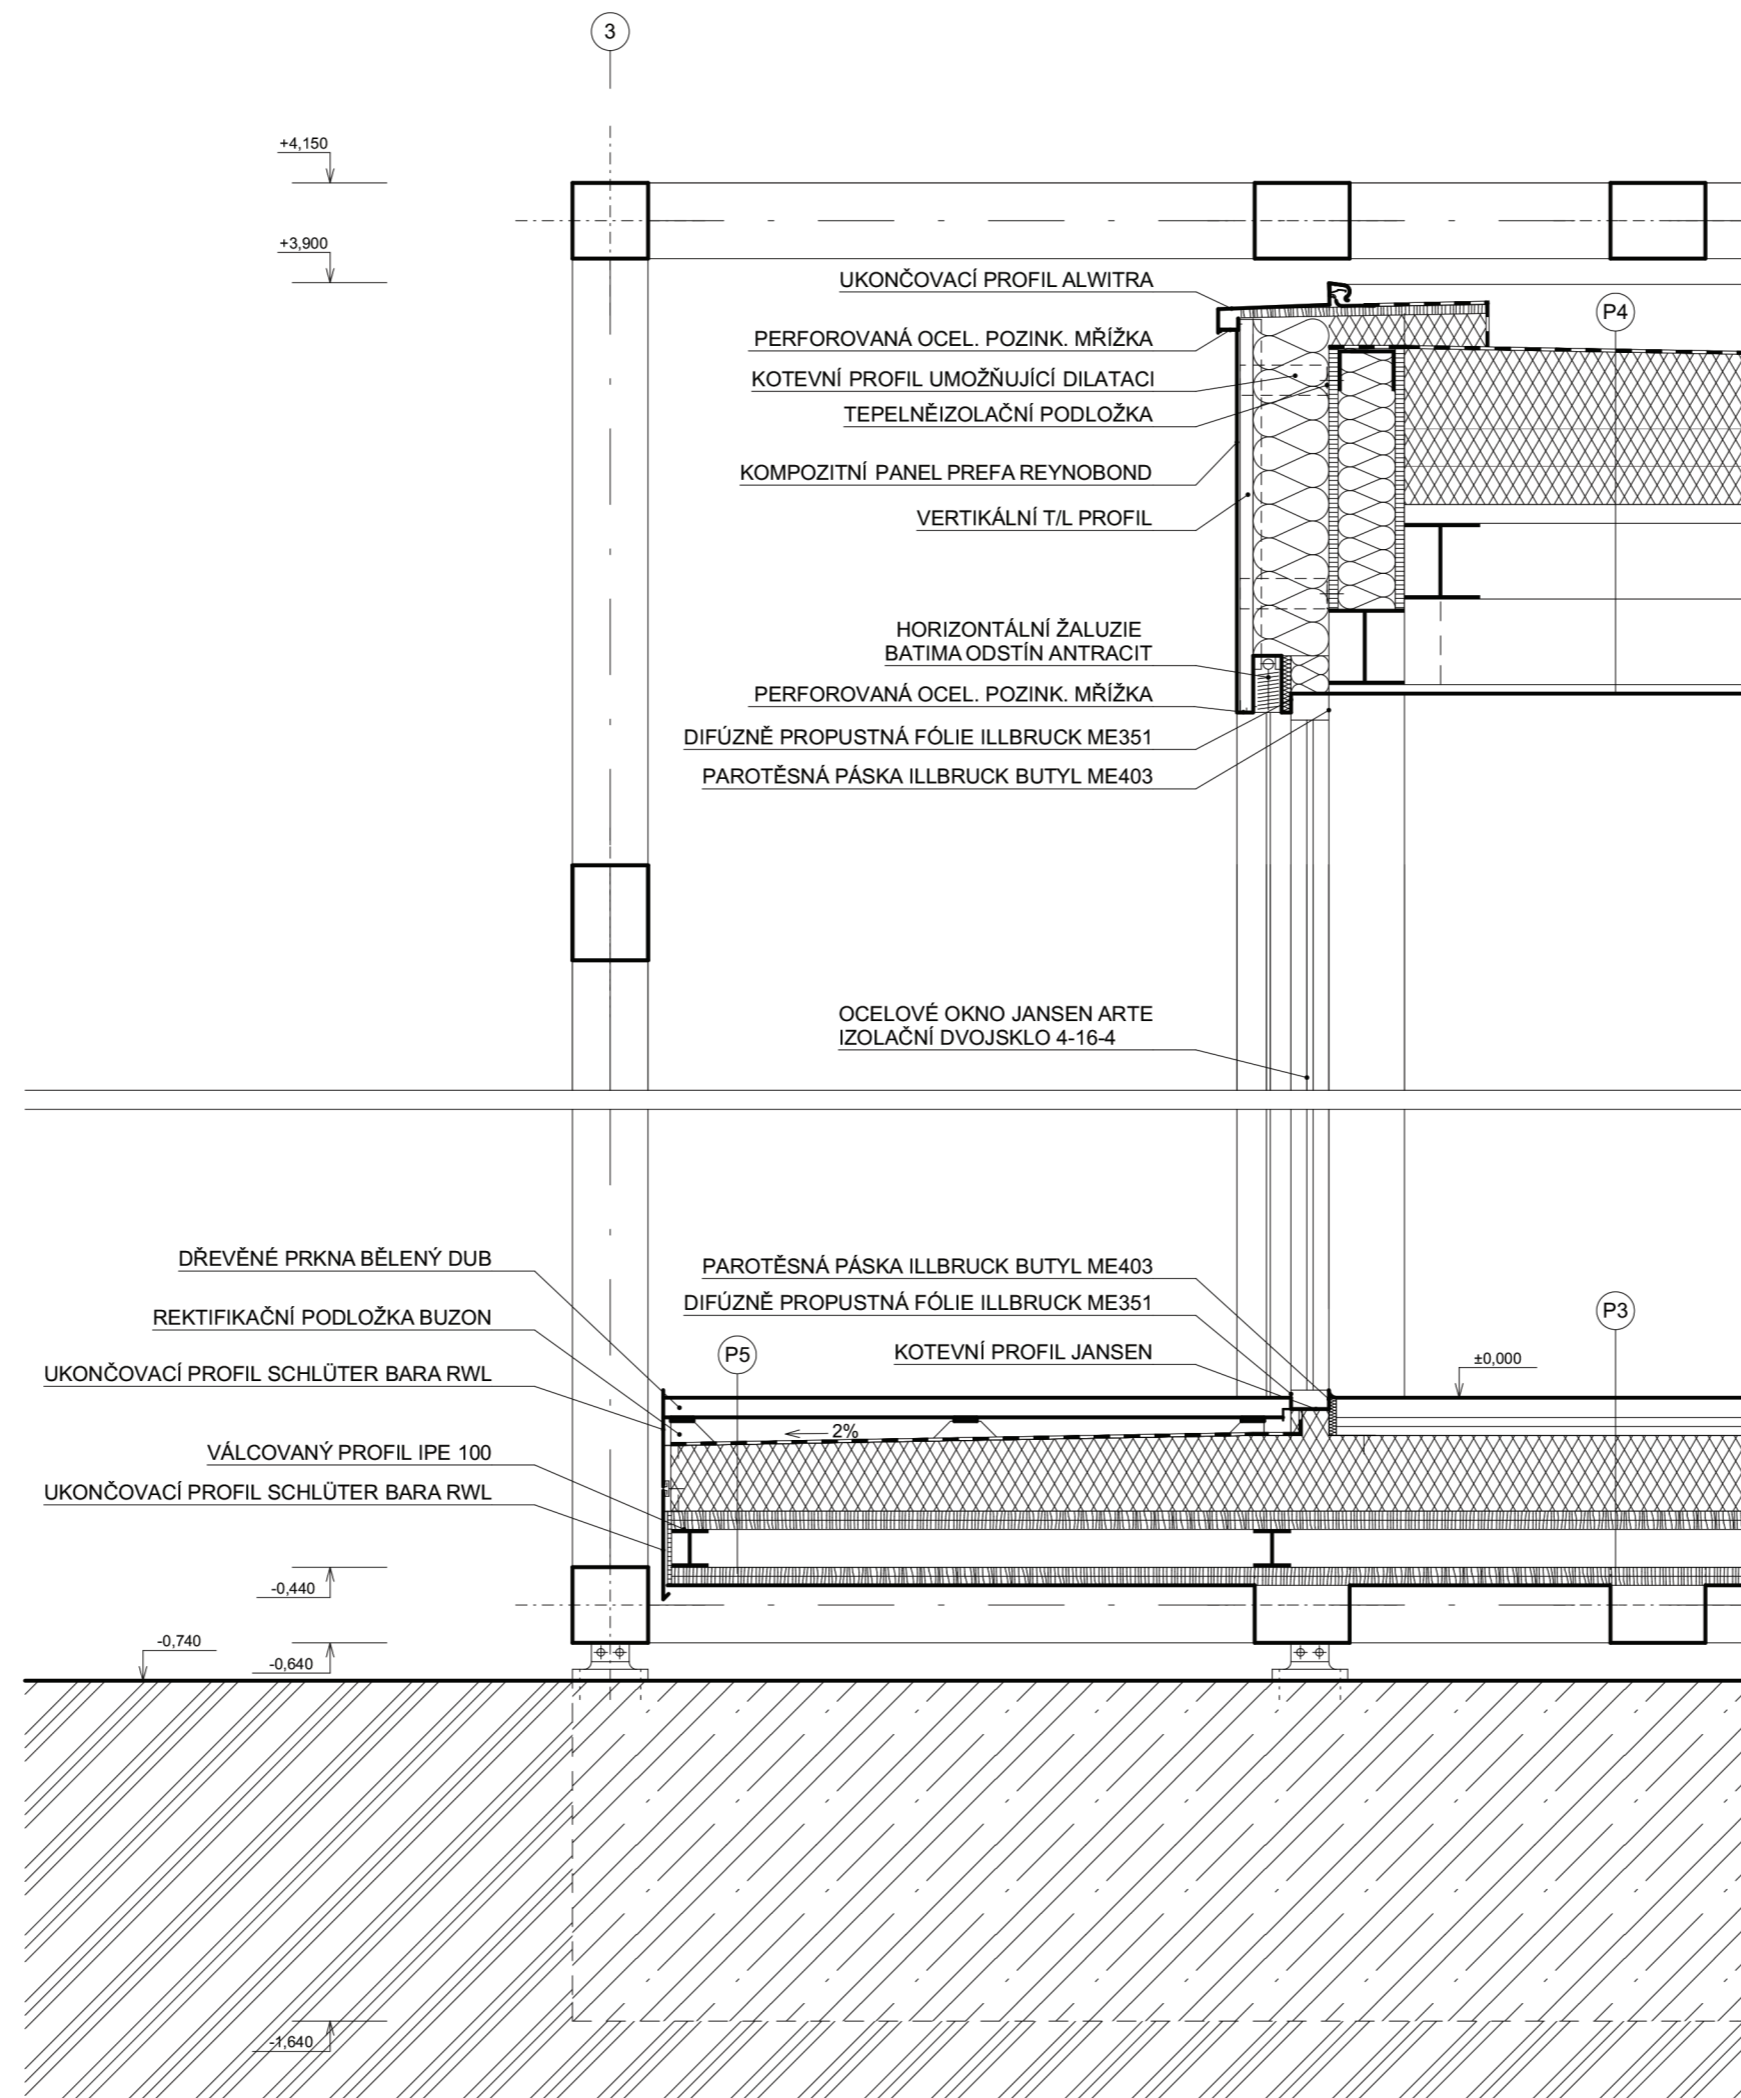 3
+4,150
+3,900
UKONČOVACÍ PROFIL ALWITRA
P4
PERFOROVANÁ OCEL. POZINK. MŘÍŽKA
KOTEVNÍ PROFIL UMOŽŇUJÍCÍ DILATACI
TEPELNĚIZOLAČNÍ PODLOŽKA
KOMPOZITNÍ PANEL PREFA REYNOBOND
VERTIKÁLNÍ T/L PROFIL
HORIZONTÁLNÍ ŽALUZIE
BATIMA ODSTÍN ANTRACIT
PERFOROVANÁ OCEL. POZINK. MŘÍŽKA
DIFÚZNĚ PROPUSTNÁ FÓLIE ILLBRUCK ME351
PAROTĚSNÁ PÁSKA ILLBRUCK BUTYL ME403
OCELOVÉ OKNO JANSEN ARTE
IZOLAČNÍ DVOJSKLO 4-16-4
DŘEVĚNÉ PRKNA BĚLENÝ DUB
PAROTĚSNÁ PÁSKA ILLBRUCK BUTYL ME403
DIFÚZNĚ PROPUSTNÁ FÓLIE ILLBRUCK ME351
REKTIFIKAČNÍ PODLOŽKA BUZON
P3
P5
KOTEVNÍ PROFIL JANSEN
±0,000
UKONČOVACÍ PROFIL SCHLÜTER BARA RWL
2%
VÁLCOVANÝ PROFIL IPE 100
UKONČOVACÍ PROFIL SCHLÜTER BARA RWL
-0,440
-0,740
-0,640
-1,640